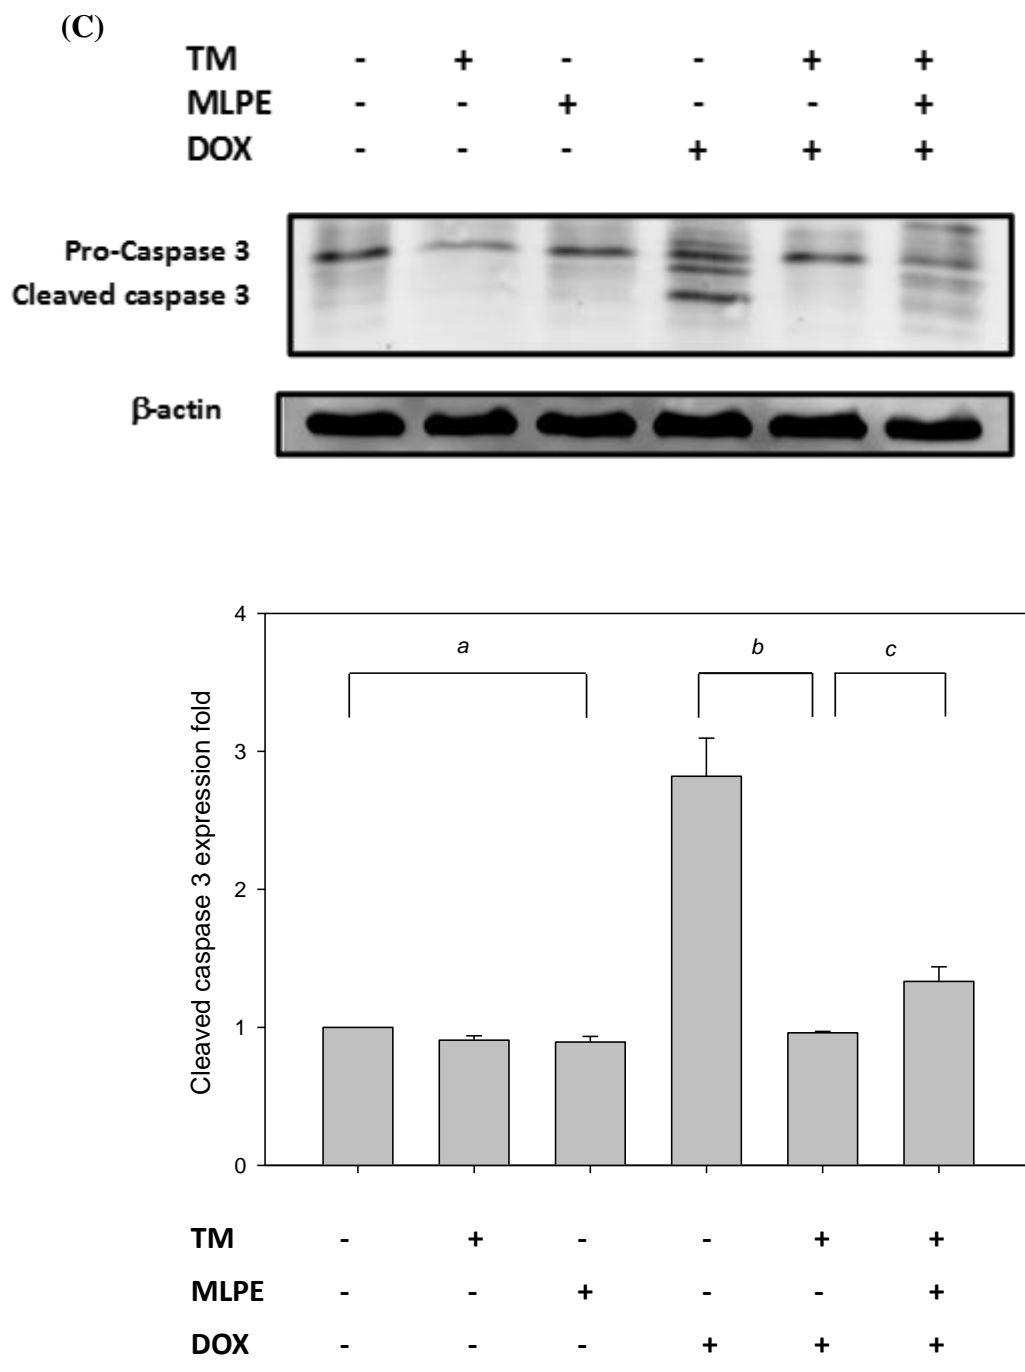 (C)
TM - + - - + +
MLPE - - + - - +
DOX - - - + + +
Pro-Caspase 3
Cleaved caspase 3
β-actin
4
a b c
3
2
1
0
Cleaved caspase 3 expression fold
TM - + - - + +
MLPE - - + - - +
DOX - - - + + +